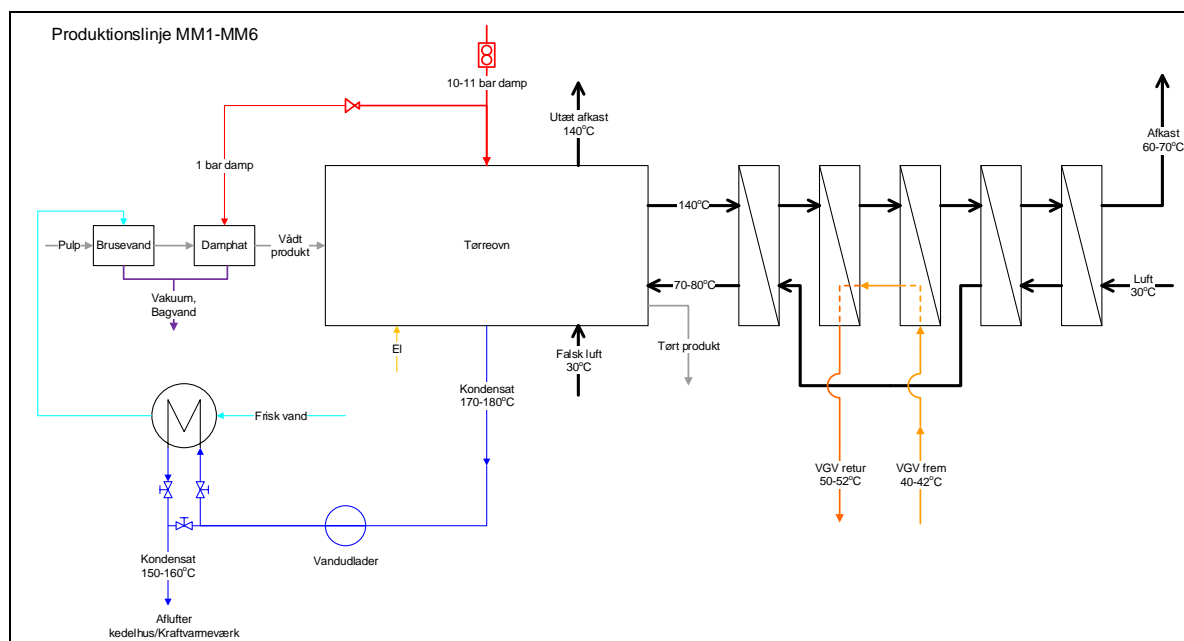 Produktionslinje MM1-MM6
10-11 bar damp
Utæt afkast
140°C
Afkast
60-70°C
1 bar damp
Pulp
Brusevand
Damphat
Vådt
produkt
Tørreovn
140°C
70-80°C
Luft
30°C
Vakuum,
Bagvand
El
Falsk luft
30°C
Tørt produkt
Kondensat
170-180°C
Frisk vand
VGV retur
50-52°C
VGV frem
40-42°C
Kondensat
150-160°C
Vandudlader
Aflufter
kedelhus/Kraftvarmeværk